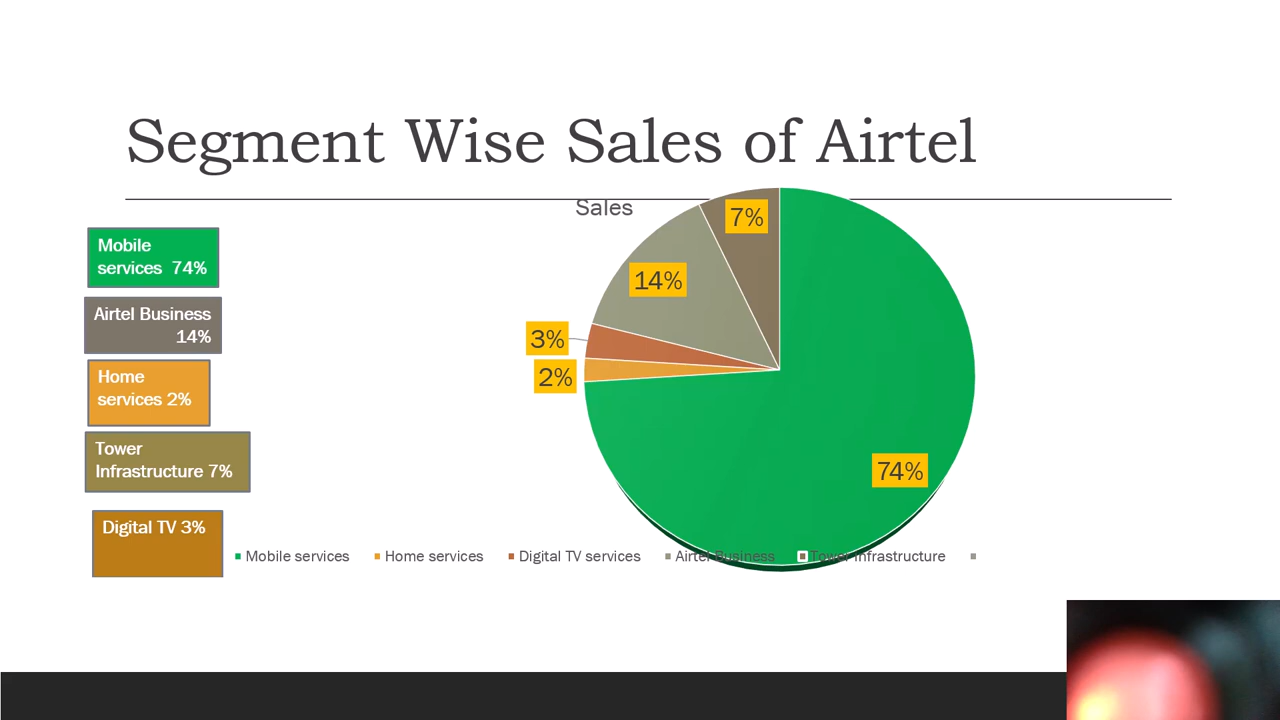 Segment Wise Sales of Airtel
Sales
Mobile
services 74%
Airtel Business
14%
Home
services 2%
Tower
Infrastructure 7%
Digital TV 3%
7%
14%
3%
2%
74%
Mobile services Home services Digital TV services Airtel Business Tower Infrastructure